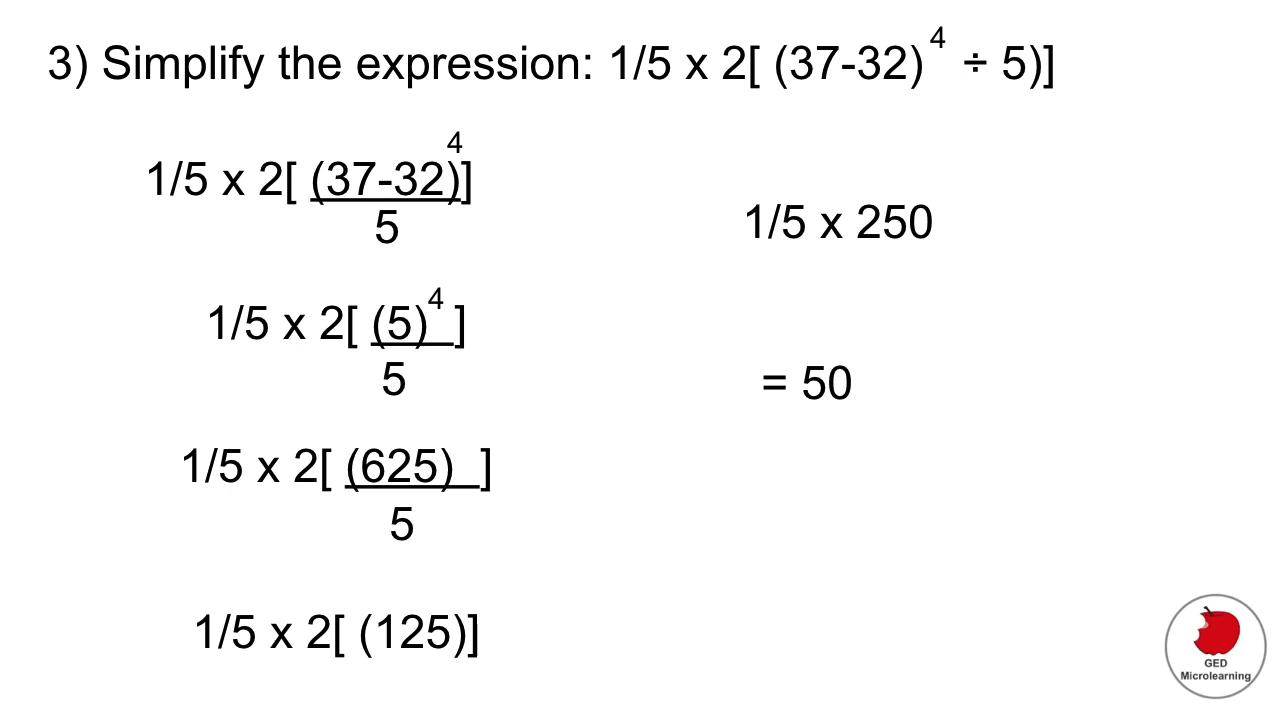 3) Simplify the expression: 1/5 x 2[ (37-32)⁴ ÷ 5)]
1/5 x 2[ (37-32)⁴]
5
1/5 x 2[ (5)⁴ ]
5
1/5 x 2[ (625) ]
5
1/5 x 2[ (125)]
1/5 x 250
= 50
GED
Microlearning